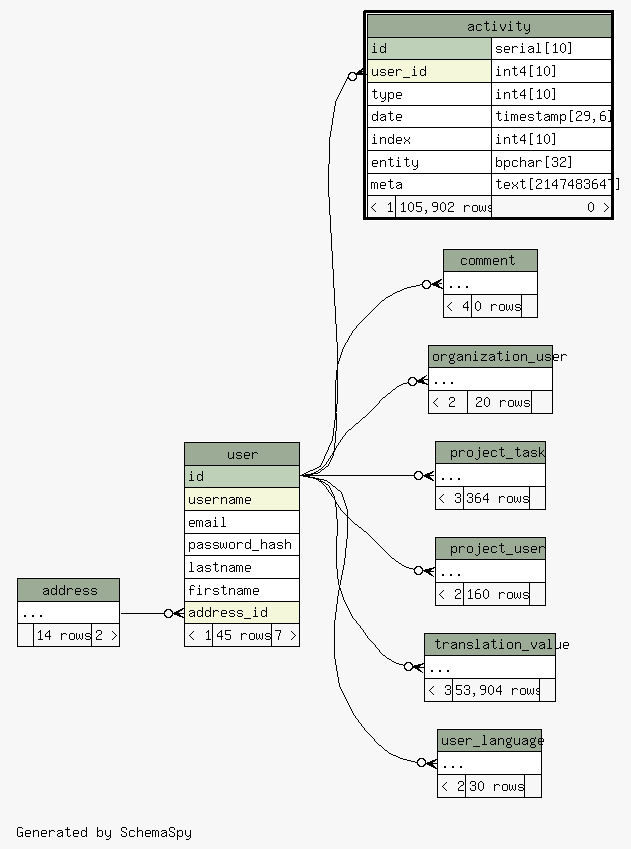 activity
id serial[10]
user_id int4[10]
type int4[10]
date timestamp[29,6]
index int4[10]
entity bpchar[32]
meta text[2147483647]
< 1 105,902 rows 0 >
comment
...
< 4 0 rows
organization_user
...
< 2 20 rows
user
id
username
email
password_hash
lastname
firstname
address_id
< 1 45 rows 7 >
project_task
...
< 3 364 rows
project_user
...
< 2 160 rows
address
...
14 rows 2 >
translation_value
...
< 3 53,904 rows
user_language
...
< 2 30 rows
Generated by SchemaSpy